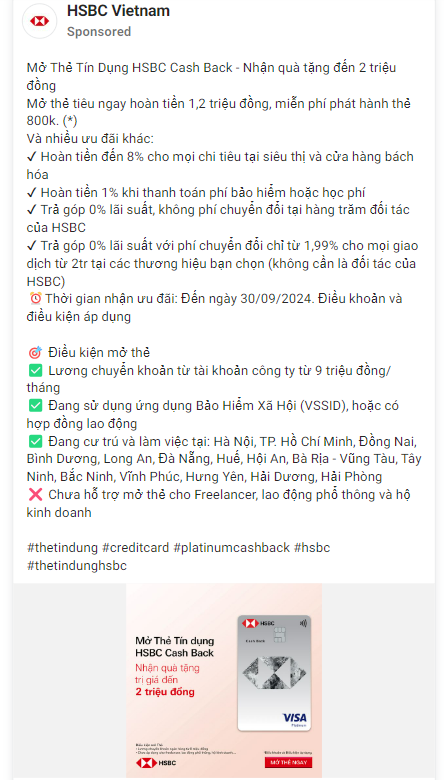 HSBC Vietnam
Sponsored
Mở Thẻ Tín Dụng HSBC Cash Back - Nhận quà tặng đến 2 triệu
đồng
Mở thẻ tiêu ngay hoàn tiền 1,2 triệu đồng, miễn phí phát hành thẻ
800k. (*)
Và nhiều ưu đãi khác:
✓ Hoàn tiền đến 8% cho mọi chi tiêu tại siêu thị và cửa hàng bách
hóa
✓ Hoàn tiền 1% khi thanh toán phí bảo hiểm hoặc học phí
✓ Trả góp 0% lãi suất, không phí chuyển đổi tại hàng trăm đối tác
của HSBC
✓ Trả góp 0% lãi suất với phí chuyển đổi chỉ từ 1,99% cho mọi giao
dịch từ 2tr tại các thương hiệu bạn chọn (không cần là đối tác của
HSBC)
⏰ Thời gian nhận ưu đãi: Đến ngày 30/09/2024. Điều khoản và
điều kiện áp dụng
🎯 Điều kiện mở thẻ
✅ Lương chuyển khoản từ tài khoản công ty từ 9 triệu đồng/
tháng
✅ Đang sử dụng ứng dụng Bảo Hiểm Xã Hội (VSSID), hoặc có
hợp đồng lao động
✅ Đang cư trú và làm việc tại: Hà Nội, TP. Hồ Chí Minh, Đồng Nai,
Bình Dương, Long An, Đà Nẵng, Huế, Hội An, Bà Rịa - Vũng Tàu, Tây
Ninh, Bắc Ninh, Vĩnh Phúc, Hưng Yên, Hải Dương, Hải Phòng
❌ Chưa hỗ trợ mở thẻ cho Freelancer, lao động phổ thông và hộ
kinh doanh
#thetindung #creditcard #platinumcashback #hsbc
#thetindunghsbc
Mở Thẻ Tín dụng
HSBC Cash Back
Nhận quà tặng
trị giá đến
2 triệu đồng
HSBC
CASH BACK
VISA
Platinum
HSBC
MỞ THẺ NGAY